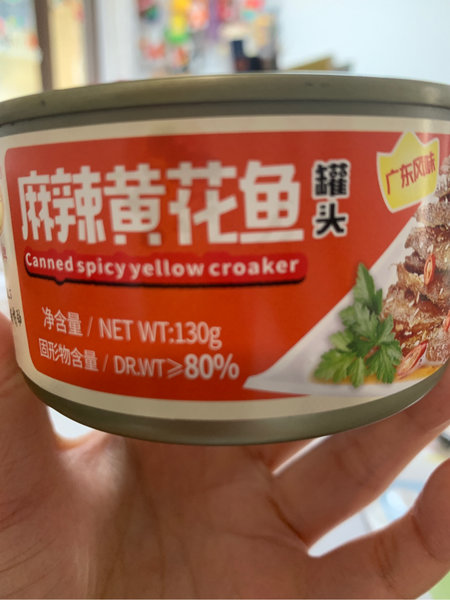 麻辣黄花鱼
罐头
广东风味
Canned spicy yellow croaker
净含量 / NET WT:130g
固形物含量 / DR.WT≥80%